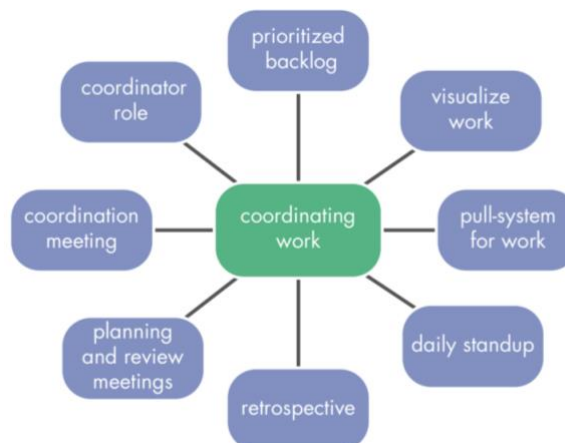 prioritized
backlog
coordinator
role
visualize
work
coordination
meeting
coordinating
work
pull-system
for work
planning
and review
meetings
daily standup
retrospective